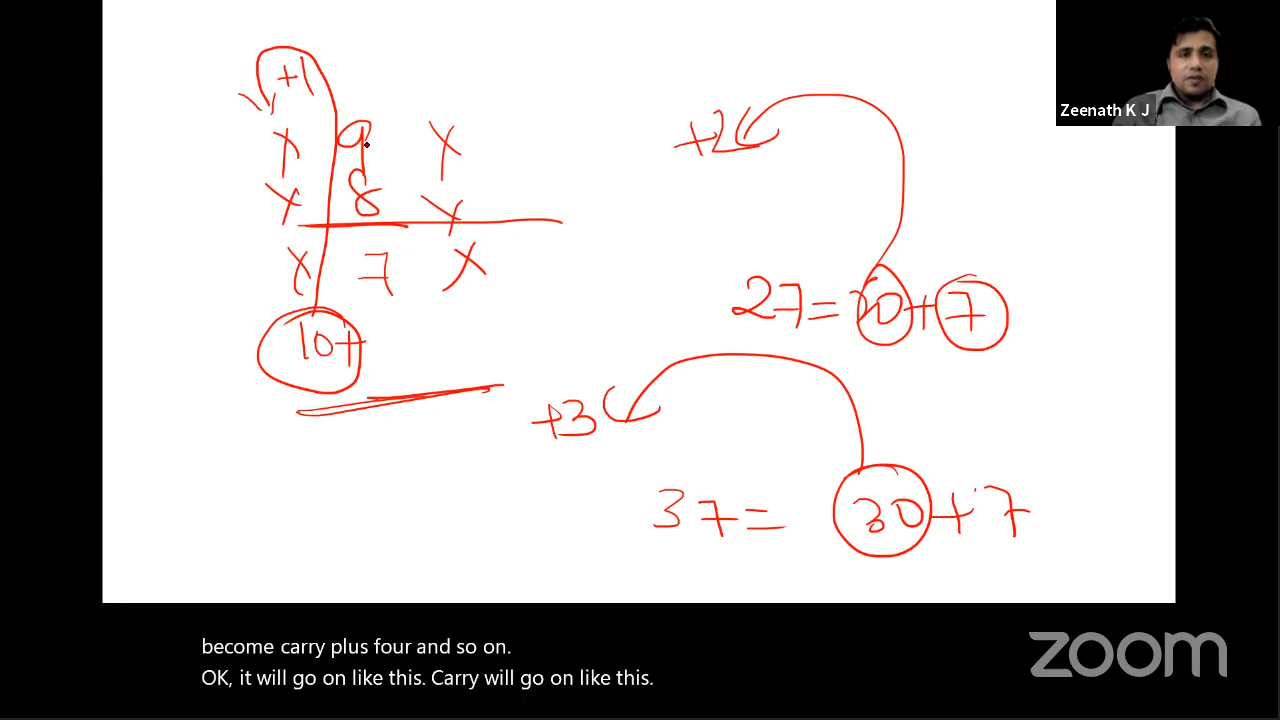 +1
X 9 X
X 8 X
X 7 X
10+
+2
27=20+7
+3
37= 30+7
Zeenath K J
become carry plus four and so on.
OK, it will go on like this. Carry will go on like this.
zoom